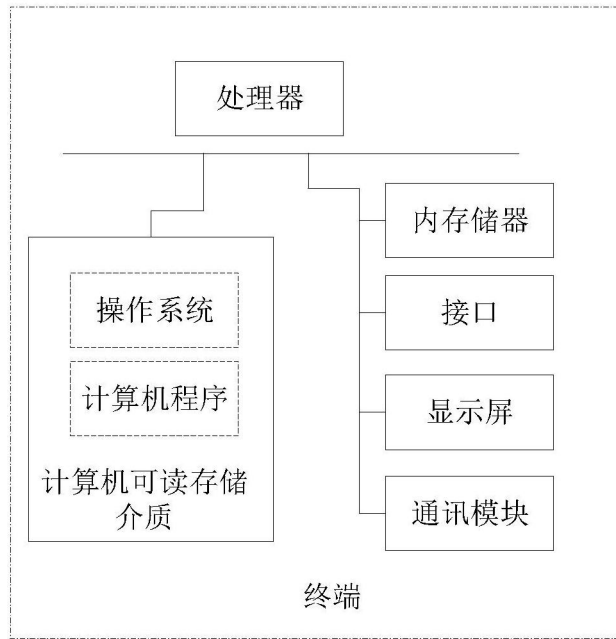 处理器
内存储器
操作系统
接口
计算机程序
显示屏
计算机可读存储
介质
通讯模块
终端